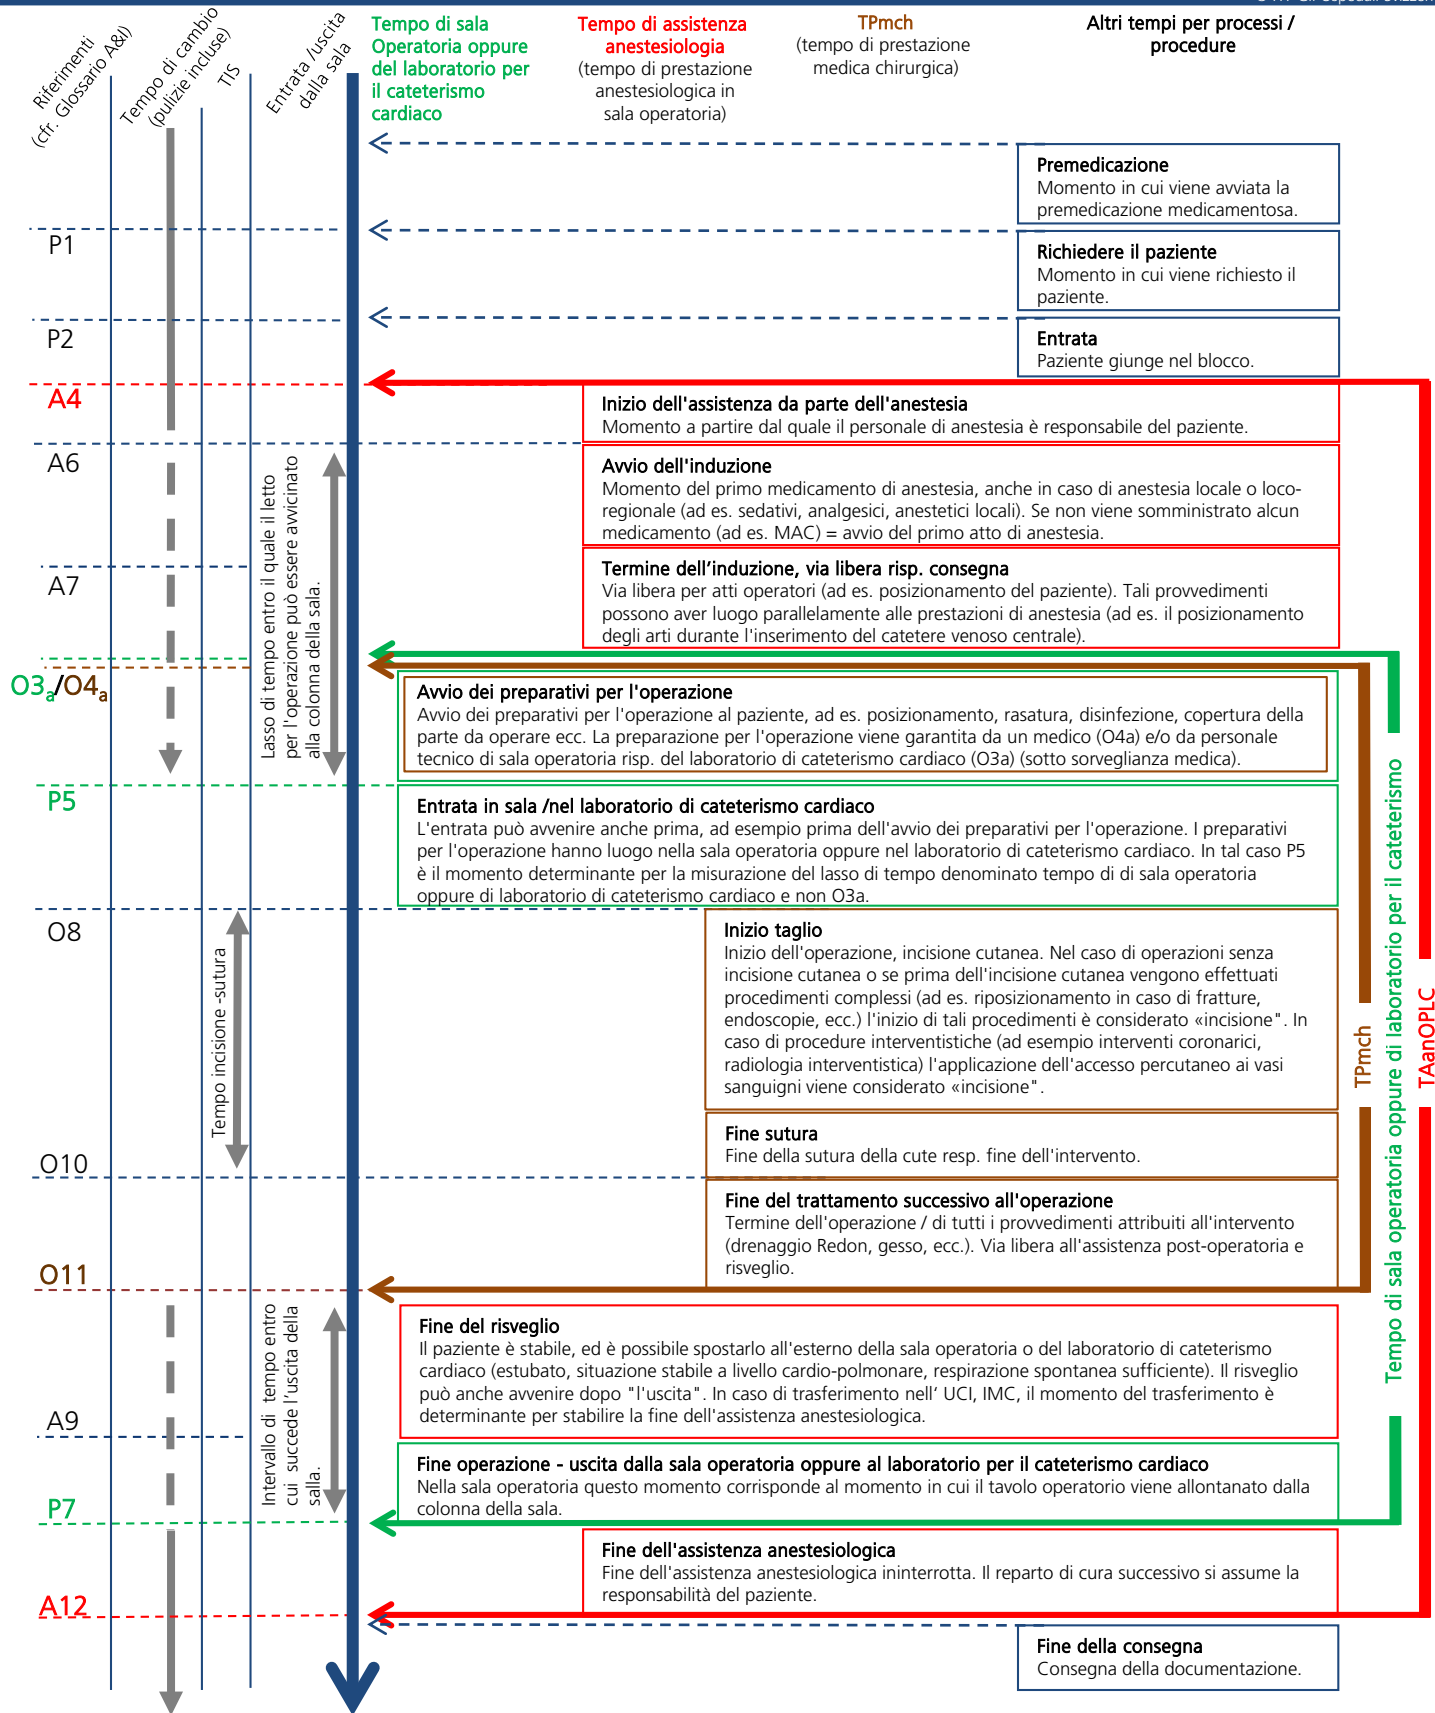 Riferimenti
(cfr. Glossario A&I)
Tempo di cambio
(pulizie incluse)
TIS
Entrata /uscita
dalla sala
Tempo di sala
Operatoria oppure
del laboratorio per
il cateterismo
cardiaco
Tempo di assistenza
anestesiologia
(tempo di prestazione
anestesiologica in
sala operatoria)
TPmch
(tempo di prestazione
medica chirurgica)
Altri tempi per processi /
procedure
Premedicazione
Momento in cui viene avviata la
premedicazione medicamentosa.
P1
Richiedere il paziente
Momento in cui viene richiesto il
paziente.
P2
Entrata
Paziente giunge nel blocco.
A4
Inizio dell'assistenza da parte dell'anestesia
Momento a partire dal quale il personale di anestesia è responsabile del paziente.
A6
Avvio dell'induzione
Momento del primo medicamento di anestesia, anche in caso di anestesia locale o loco-
regionale (ad es. sedativi, analgesici, anestetici locali). Se non viene somministrato alcun
medicamento (ad es. MAC) = avvio del primo atto di anestesia.
Lasso di tempo entro il quale il letto
per l'operazione può essere avvicinato
alla colonna della sala.
A7
Termine dell'induzione, via libera risp. consegna
Via libera per atti operatori (ad es. posizionamento del paziente). Tali provvedimenti
possono aver luogo parallelamente alle prestazioni di anestesia (ad es. il posizionamento
degli arti durante l'inserimento del catetere venoso centrale).
O3a/O4a
Avvio dei preparativi per l'operazione
Avvio dei preparativi per l'operazione al paziente, ad es. posizionamento, rasatura, disinfezione, copertura della
parte da operare ecc. La preparazione per l'operazione viene garantita da un medico (O4a) e/o da personale
tecnico di sala operatoria risp. del laboratorio di cateterismo cardiaco (O3a) (sotto sorveglianza medica).
P5
Entrata in sala /nel laboratorio di cateterismo cardiaco
L'entrata può avvenire anche prima, ad esempio prima dell'avvio dei preparativi per l'operazione. I preparativi
per l'operazione hanno luogo nella sala operatoria oppure nel laboratorio di cateterismo cardiaco. In tal caso P5
è il momento determinante per la misurazione del lasso di tempo denominato tempo di di sala operatoria
oppure di laboratorio di cateterismo cardiaco e non O3a.
O8
Tempo incisione -sutura
Inizio taglio
Inizio dell'operazione, incisione cutanea. Nel caso di operazioni senza
incisione cutanea o se prima dell'incisione cutanea vengono effettuati
procedimenti complessi (ad es. riposizionamento in caso di fratture,
endoscopie, ecc.) l'inizio di tali procedimenti è considerato «incisione". In
caso di procedure interventistiche (ad esempio interventi coronarici,
radiologia interventistica) l'applicazione dell'accesso percutaneo ai vasi
sanguigni viene considerato «incisione".
TPmch
Tempo di sala operatoria oppure di laboratorio per il cateterismo
TAanOPLC
O10
Fine sutura
Fine della sutura della cute resp. fine dell'intervento.
O11
Fine del trattamento successivo all'operazione
Termine dell'operazione / di tutti i provvedimenti attribuiti all'intervento
(drenaggio Redon, gesso, ecc.). Via libera all'assistenza post-operatoria e
risveglio.
Intervallo di tempo entro
cui succede l'uscita della
salla.
Fine del risveglio
Il paziente è stabile, ed è possibile spostarlo all'esterno della sala operatoria o del laboratorio di cateterismo
cardiaco (estubato, situazione stabile a livello cardio-polmonare, respirazione spontanea sufficiente). Il risveglio
può anche avvenire dopo "l'uscita". In caso di trasferimento nell' UCI, IMC, il momento del trasferimento è
determinante per stabilire la fine dell'assistenza anestesiologica.
A9
Fine operazione - uscita dalla sala operatoria oppure al laboratorio per il cateterismo cardiaco
Nella sala operatoria questo momento corrisponde al momento in cui il tavolo operatorio viene allontanato dalla
colonna della sala.
P7
Fine dell'assistenza anestesiologica
Fine dell'assistenza anestesiologica ininterrotta. Il reparto di cura successivo si assume la
responsabilità del paziente.
A12
Fine della consegna
Consegna della documentazione.